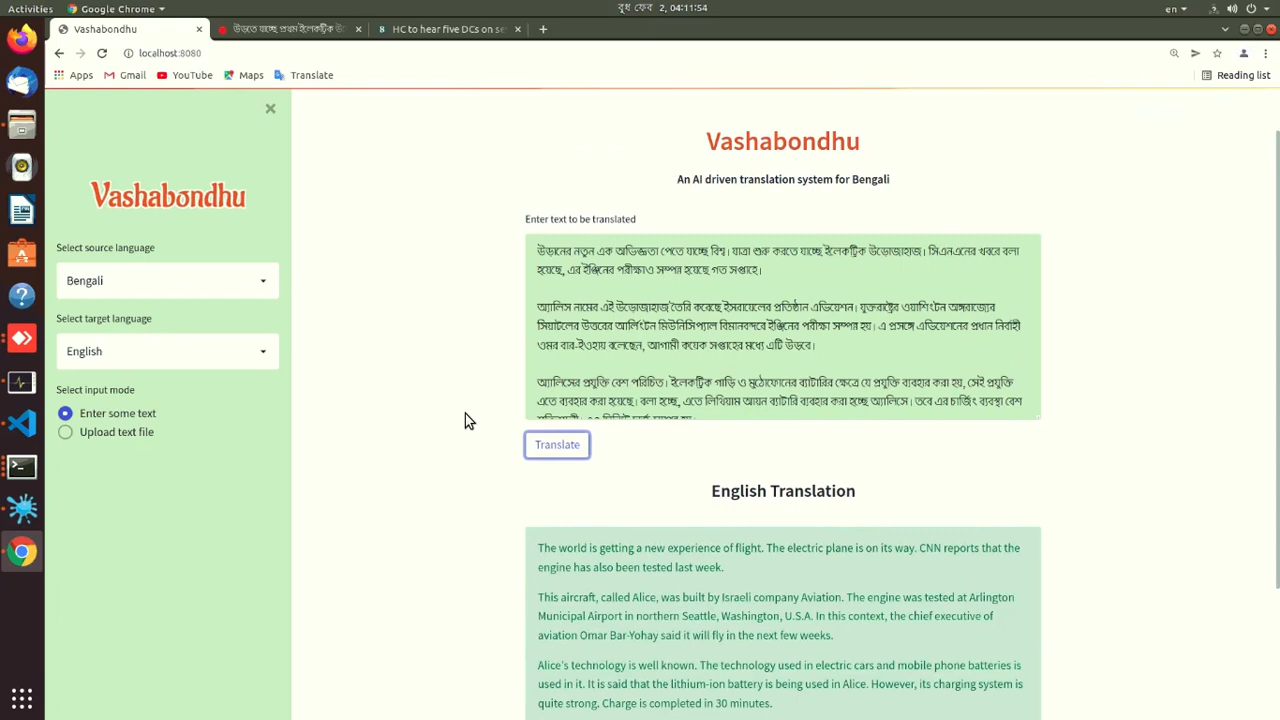 Activities
Google Chrome
বুধ ফেব 2, 04:11:54
en
Vashabondhu
উড়তে যাচ্ছে প্রথম ইলেকট্রিক উ
HC to hear five DCs on se
localhost:8080
Apps
Gmail
YouTube
Maps
Translate
Reading list
Vashabondhu
Select source language
Bengali
Select target language
English
Select input mode
Enter some text
Upload text file
Vashabondhu
An AI driven translation system for Bengali
Enter text to be translated
উড়ানের নতুন এক অভিজ্ঞতা পেতে যাচ্ছে বিশ্ব। যাত্রা শুরু করতে যাচ্ছে ইলেকট্রিক উড়োজাহাজ। সিএনএনের খবরে বলা
হয়েছে, এর ইঞ্জিনের পরীক্ষাও সম্পন্ন হয়েছে গত সপ্তাহে।
অ্যালিস নামের এই উড়োজাহাজ তৈরি করেছে ইসরায়েলের প্রতিষ্ঠান এভিয়েশন। যুক্তরাষ্ট্রের ওয়াশিংটন অঙ্গরাজ্যের
সিয়াটলের উত্তরের আর্লিংটন মিউনিসিপ্যাল বিমানবন্দরে ইঞ্জিনের পরীক্ষা সম্পন্ন হয়। এ প্রসঙ্গে এভিয়েশনের প্রধান নির্বাহী
ওমর বার-ইওহায় বলেছেন, আগামী কয়েক সপ্তাহের মধ্যে এটি উড়বে।
অ্যালিসের প্রযুক্তি বেশ পরিচিত। ইলেকট্রিক গাড়ি ও মুঠোফোনের ব্যাটারির ক্ষেত্রে যে প্রযুক্তি ব্যবহার করা হয়, সেই প্রযুক্তি
এতে ব্যবহার করা হয়েছে। বলা হচ্ছে, এতে লিথিয়াম আয়ন ব্যাটারি ব্যবহার করা হচ্ছে অ্যালিসে। তবে এর চার্জিং ব্যবস্থা বেশ
Translate
English Translation
The world is getting a new experience of flight. The electric plane is on its way. CNN reports that the
engine has also been tested last week.
This aircraft, called Alice, was built by Israeli company Aviation. The engine was tested at Arlington
Municipal Airport in northern Seattle, Washington, U.S.A. In this context, the chief executive of
aviation Omar Bar-Yohay said it will fly in the next few weeks.
Alice's technology is well known. The technology used in electric cars and mobile phone batteries is
used in it. It is said that the lithium-ion battery is being used in Alice. However, its charging system is
quite strong. Charge is completed in 30 minutes.